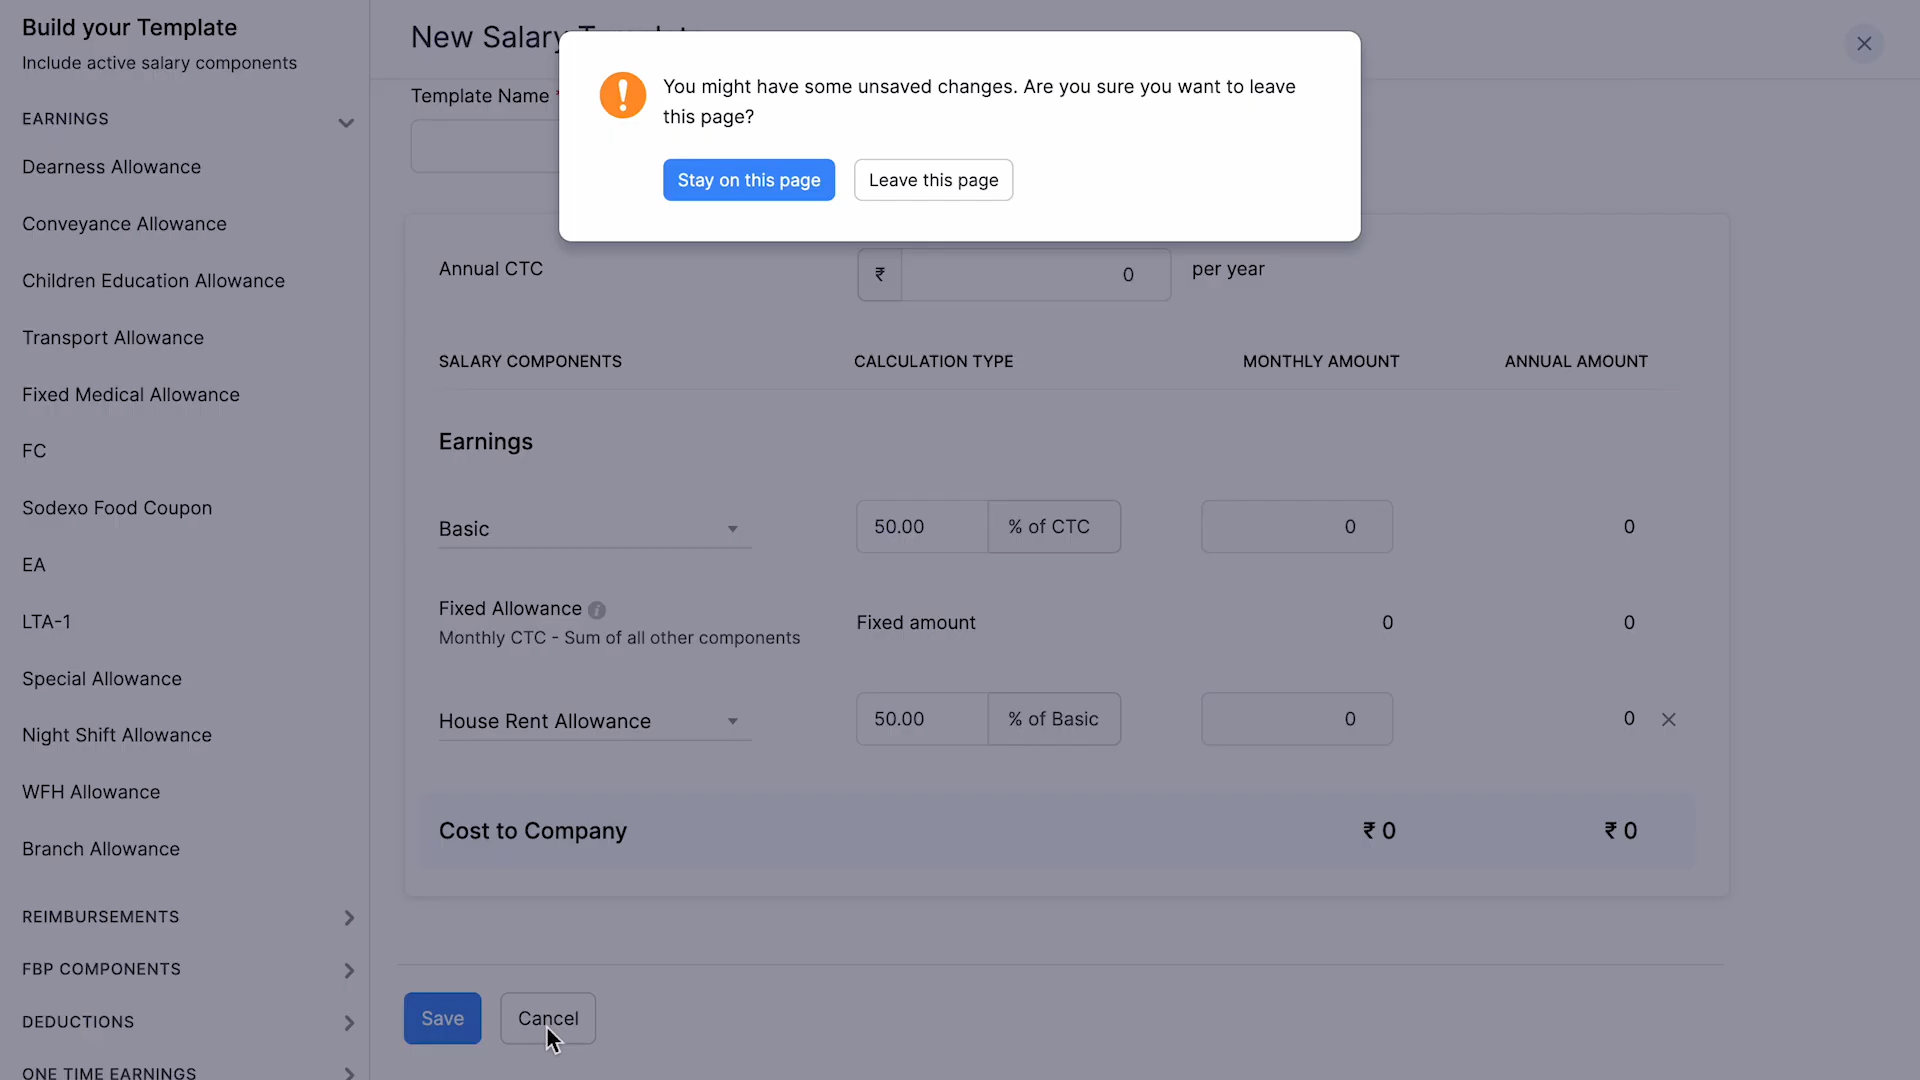 Build your Template
Include active salary components
EARNINGS
Dearness Allowance
Conveyance Allowance
Children Education Allowance
Transport Allowance
Fixed Medical Allowance
FC
Sodexo Food Coupon
EA
LTA-1
Special Allowance
Night Shift Allowance
WFH Allowance
Branch Allowance
REIMBURSEMENTS
FBP COMPONENTS
DEDUCTIONS
ONE TIME EARNINGS
New Salary
You might have some unsaved changes. Are you sure you want to leave
this page?
Stay on this page Leave this page
Template Name *
Annual CTC ₹ 0 per year
SALARY COMPONENTS CALCULATION TYPE MONTHLY AMOUNT ANNUAL AMOUNT
Earnings
Basic 50.00 % of CTC 0 0
Fixed Allowance i
Monthly CTC - Sum of all other components
Fixed amount 0 0
House Rent Allowance 50.00 % of Basic 0 0
Cost to Company ₹ 0 ₹ 0
Save Cancel